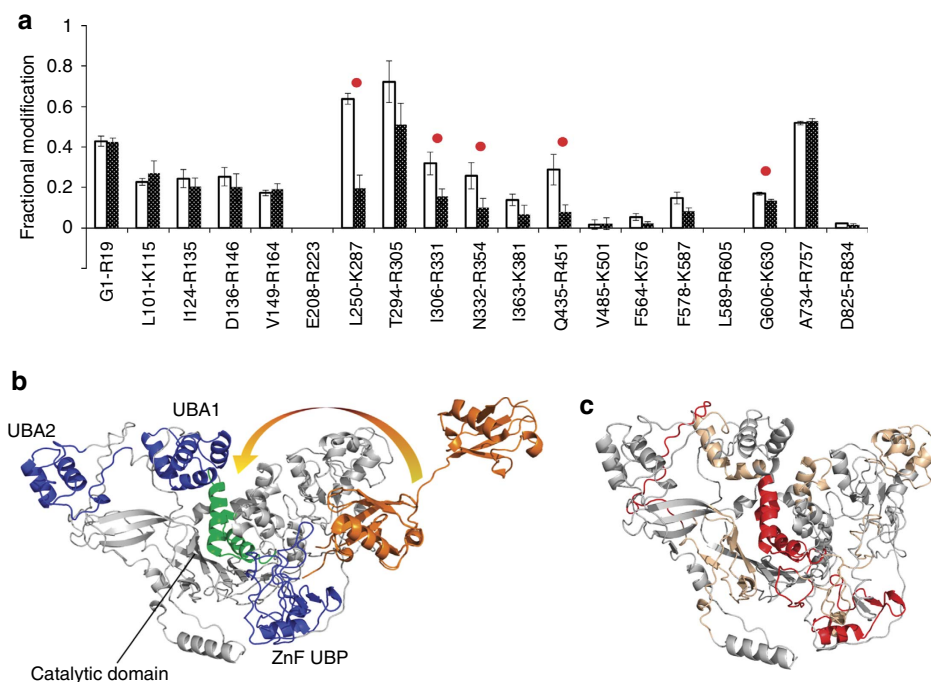 a
1
0.8
0.6
0.4
0.2
0
Fractional modification
G1-R19
L101-K115
I124-R135
D136-R146
V149-R164
E208-R223
L250-K287
T294-R305
I306-R331
N332-R354
I363-K381
Q435-R451
V485-K501
F564-K576
F578-K587
L589-R605
G606-K630
A734-R757
D825-R834
b
UBA1
UBA2
Catalytic domain
ZnF UBP
c